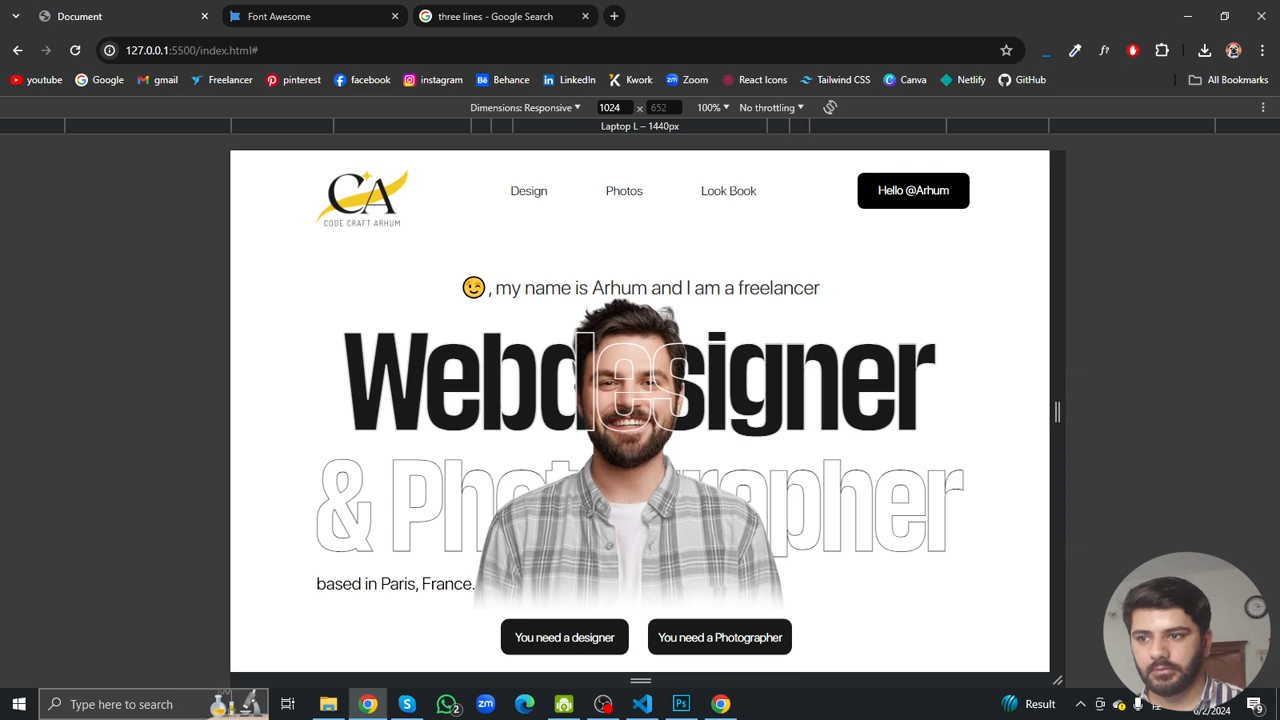 Document
Font Awesome
three lines - Google Search
127.0.0.1:5500/index.html#
youtube
Google
gmail
Freelancer
pinterest
facebook
instagram
Behance
LinkedIn
Kwork
Zoom
React Icons
Tailwind CSS
Canva
Netlify
GitHub
All Bookmarks
Dimensions: Responsive
1024 × 652
100%
No throttling
Laptop L – 1440px
CA
CODE CRAFT ARHUM
Design
Photos
Look Book
Hello @Arhum
, my name is Arhum and I am a freelancer
Webdesigner
& Photographer
based in Paris, France.
You need a designer
You need a Photographer
Type here to search
2
Result